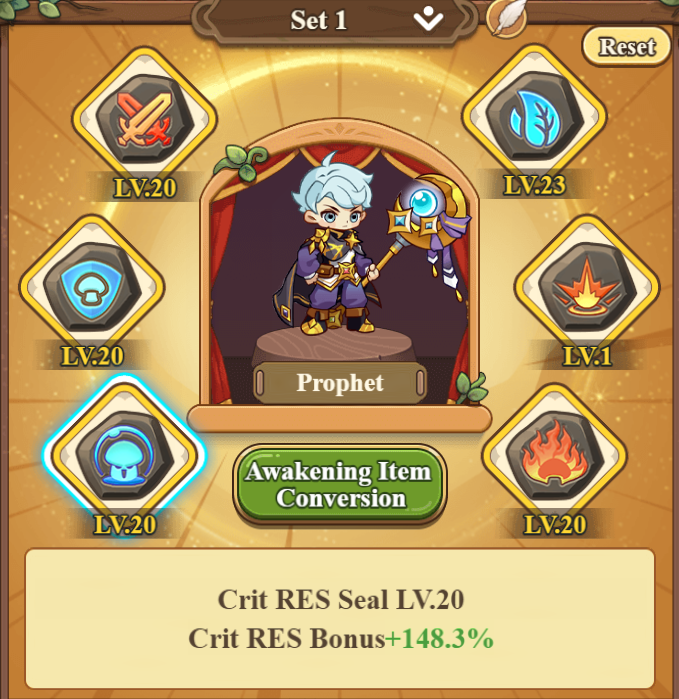 Set 1
Reset
LV.20
LV.23
LV.20
LV.1
Prophet
LV.20
Awakening Item
Conversion
LV.20
Crit RES Seal LV.20
Crit RES Bonus+148.3%